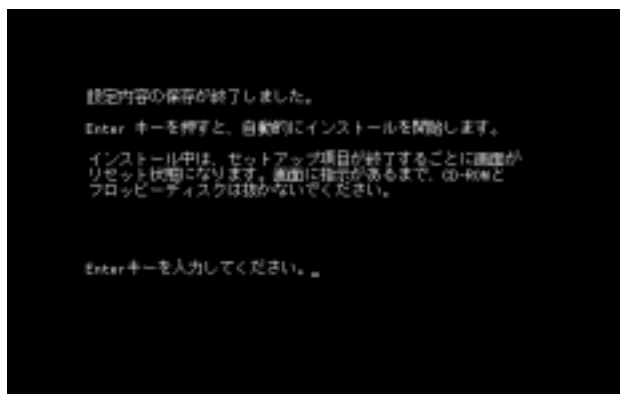 設定内容の保存が終了しました。
Enter キーを押すと、自動的にインストールを開始します。
インストール中は、セットアップ項目が終了するごとに画面が
リセット状態になります。画面に指示があるまで、CD-ROMと
フロッピーディスクは抜かないでください。
Enterキーを入力してください。_